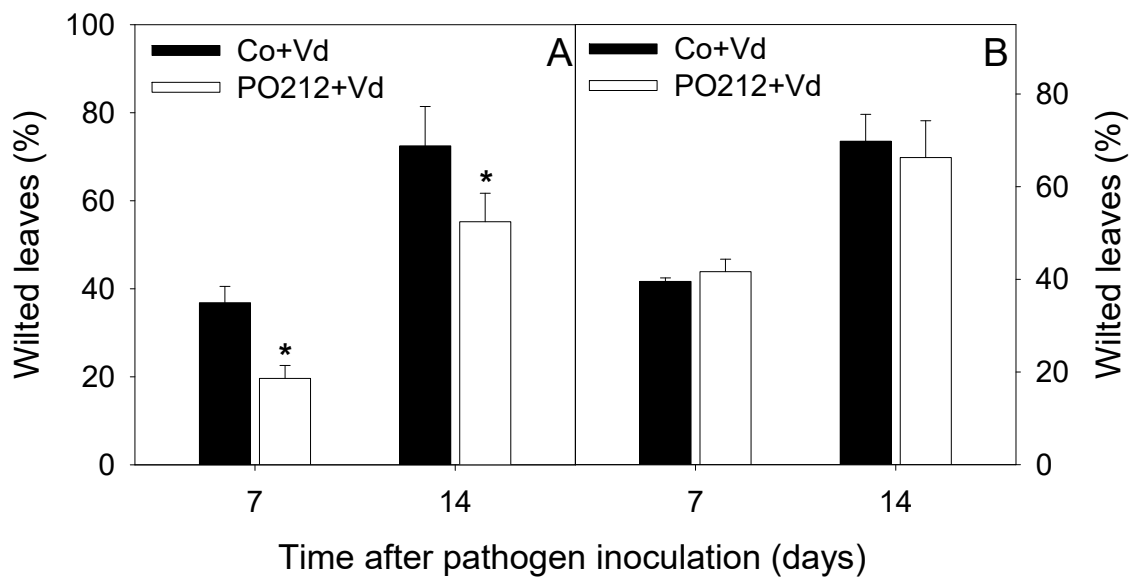 100
80
60
40
20
0
Wilted leaves (%)
Co+Vd
PO212+Vd
A
*
*
7
14
Co+Vd
PO212+Vd
B
7
14
80
60
40
20
0
Wilted leaves (%)
Time after pathogen inoculation (days)